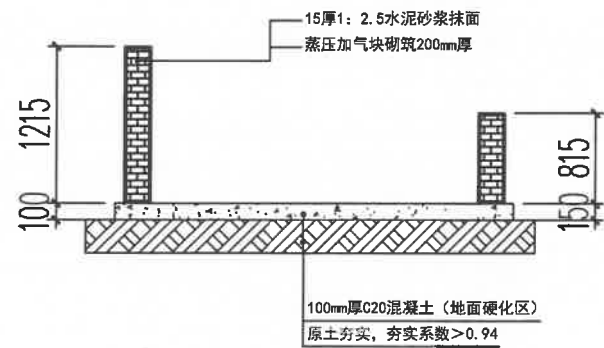 15厚1：2.5水泥砂浆抹面
蒸压加气块砌筑200mm厚
1215
815
100
150
100mm厚C20混凝土（地面硬化区）
原土夯实，夯实系数>0.94